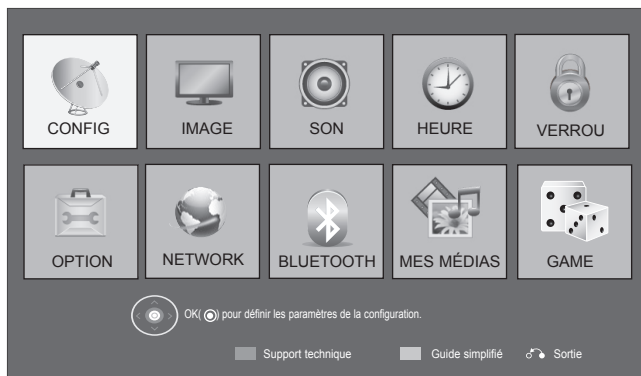 CONFIG
IMAGE
SON
HEURE
VERROU
OPTION
NETWORK
BLUETOOTH
MES MÉDIAS
GAME
OK( ) pour définir les paramètres de la configuration.
Support technique
Guide simplifié
Sortie